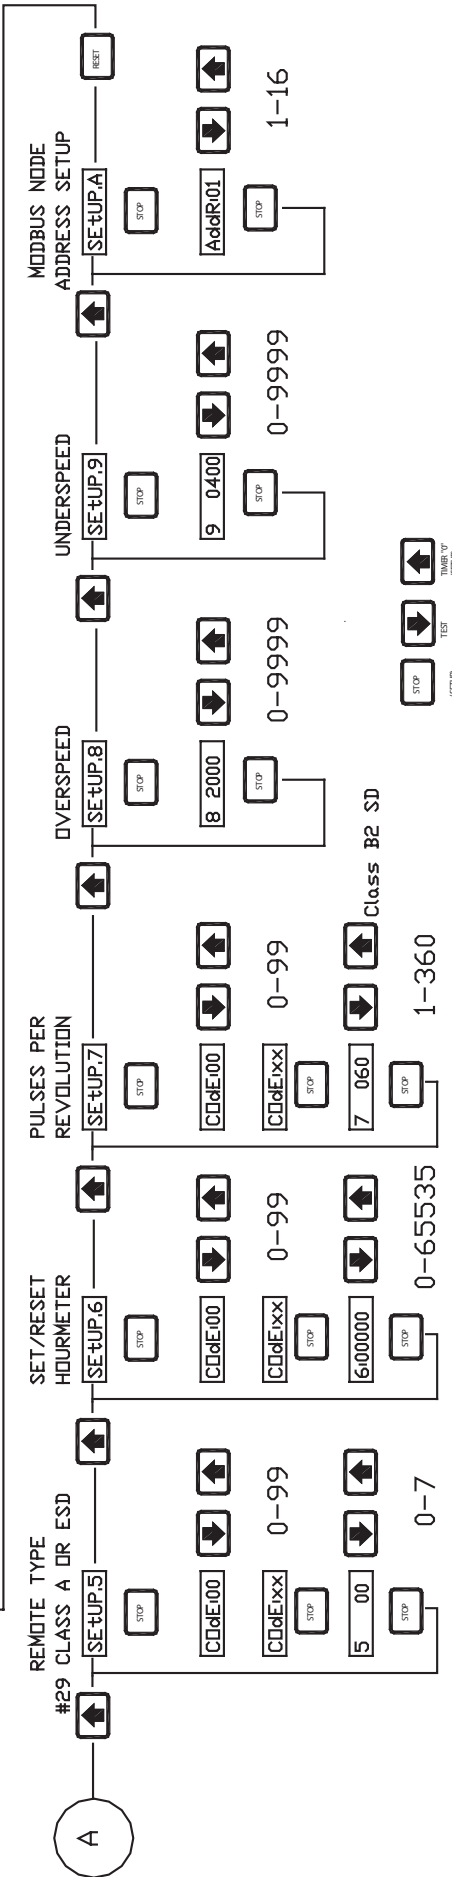 A
REMOTE TYPE
#29 CLASS A OR ESD
SEtUP.5
STOP
COdE:00
0-99
COdE:xx
STOP
5 00
STOP
0-7
SET/RESET
HOURMETER
SEtUP.6
STOP
COdE:00
0-99
COdE:xx
STOP
6:00000
STOP
0-65535
PULSES PER
REVOLUTION
SEtUP.7
STOP
COdE:00
0-99
COdE:xx
STOP
7 060
Class B2 SD
STOP
1-360
OVERSPEED
SEtUP.8
STOP
8 2000
STOP
0-9999
UNDERSPEED
SEtUP.9
STOP
9 0400
STOP
0-9999
MODBUS NODE
ADDRESS SETUP
SEtUP.A
STOP
AddR:01
STOP
1-16
RESET
STOP
TEST
TIMER "0"